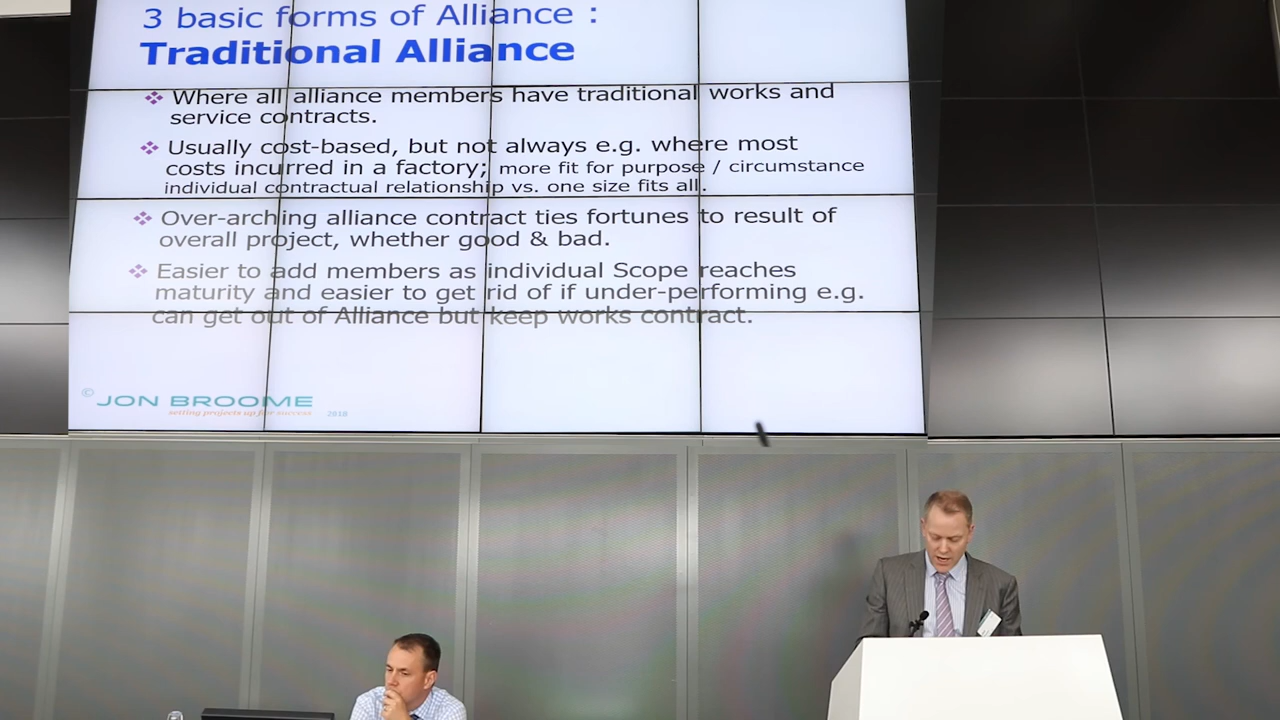 3 basic forms of Alliance :
Traditional Alliance
Where all alliance members have traditional works and
service contracts.
Usually cost-based, but not always e.g. where most
costs incurred in a factory; more fit for purpose / circumstance
individual contractual relationship vs. one size fits all.
Over-arching alliance contract ties fortunes to result of
overall project, whether good & bad.
Easier to add members as individual Scope reaches
maturity and easier to get rid of if under-performing e.g.
can get out of Alliance but keep works contract.
© JON BROOME
setting projects up for success 2018